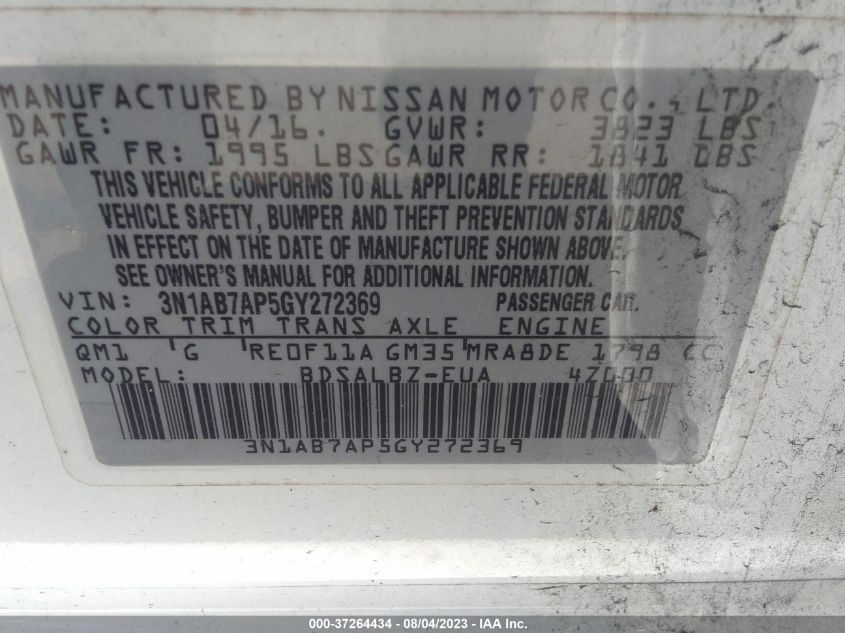 MANUFACTURED BY NISSAN MOTOR CO., LTD.
DATE: 04/16. GVWR: 3823 LBS
GAWR FR: 1995 LBS GAWR RR: 1841 LBS
THIS VEHICLE CONFORMS TO ALL APPLICABLE FEDERAL MOTOR
VEHICLE SAFETY, BUMPER AND THEFT PREVENTION STANDARDS
IN EFFECT ON THE DATE OF MANUFACTURE SHOWN ABOVE.
SEE OWNER'S MANUAL FOR ADDITIONAL INFORMATION.
VIN: 3N1AB7AP5GY272369 PASSENGER CAR.
COLOR TRIM TRANS AXLE ENGINE
QM1 G RE0F11A GM35 MRA8DE 1798 CC
MODEL: BDSALBZ-EUA 4Z000
3N1AB7AP5GY272369
000-37264434 - 08/04/2023 - IAA Inc.